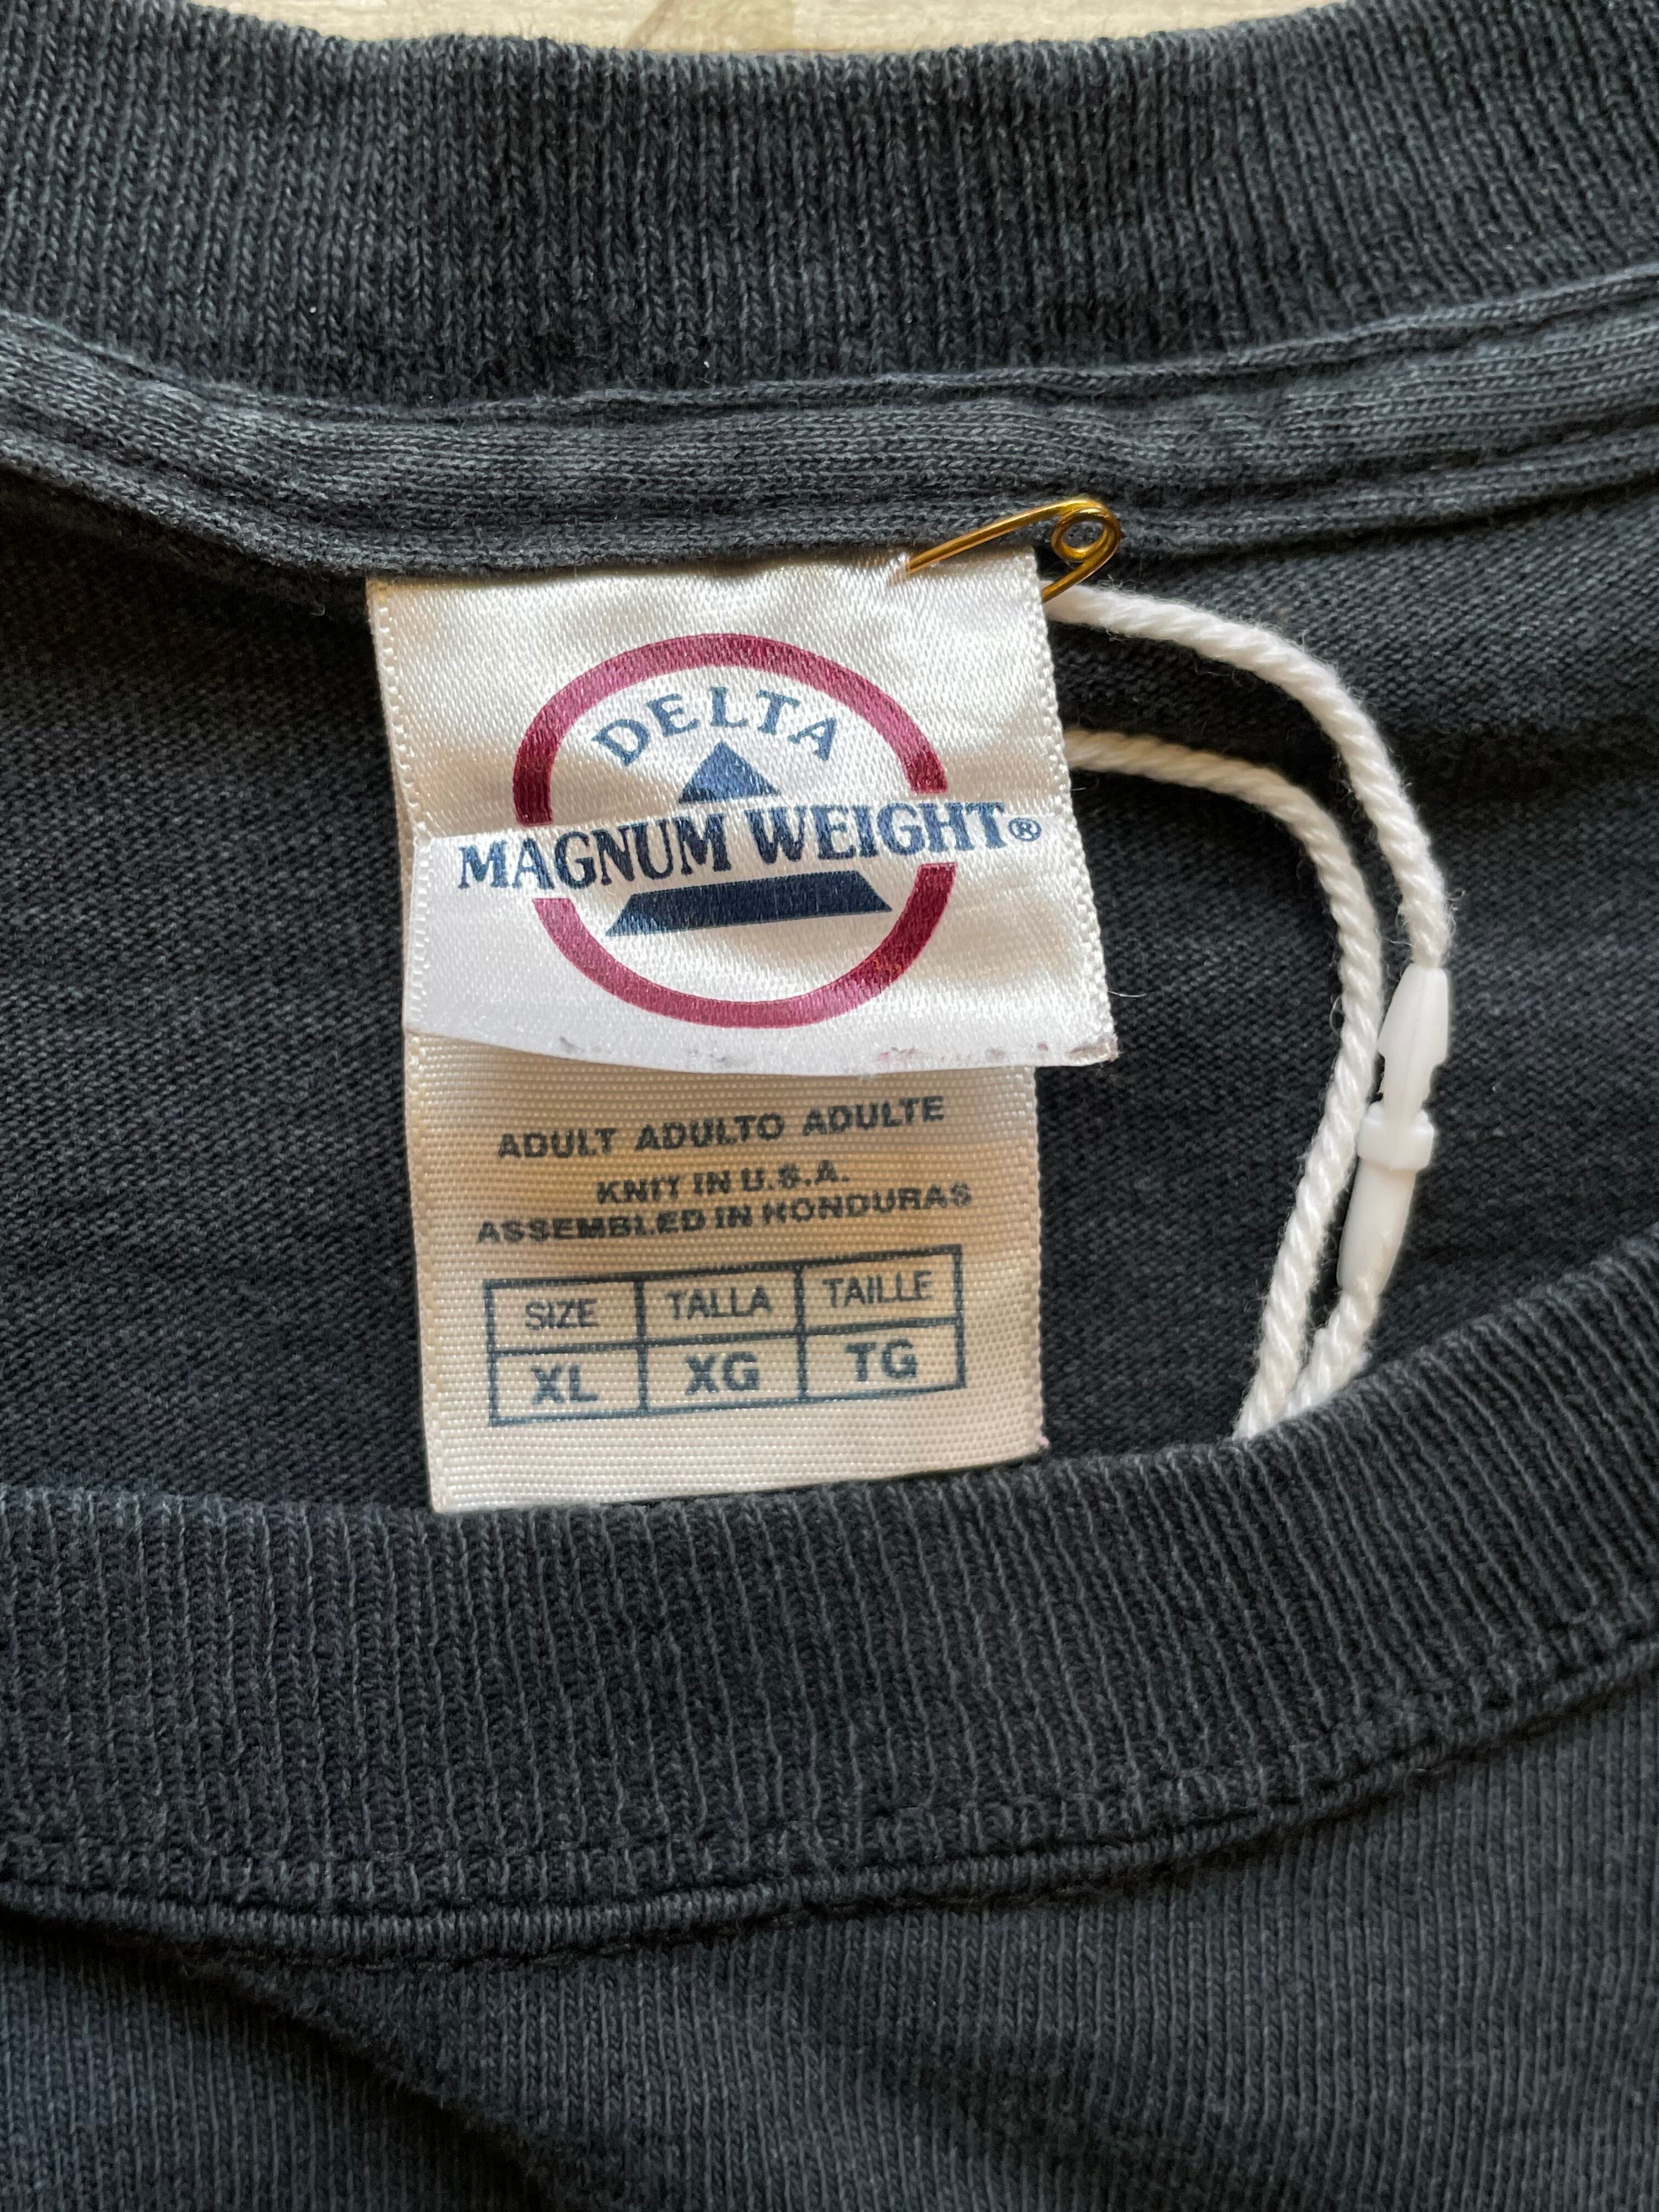 DELTA
MAGNUM WEIGHT®
ADULT ADULTO ADULTE
KNIT IN U.S.A.
ASSEMBLED IN HONDURAS
SIZE TALLA TAILLE
XL XG TG